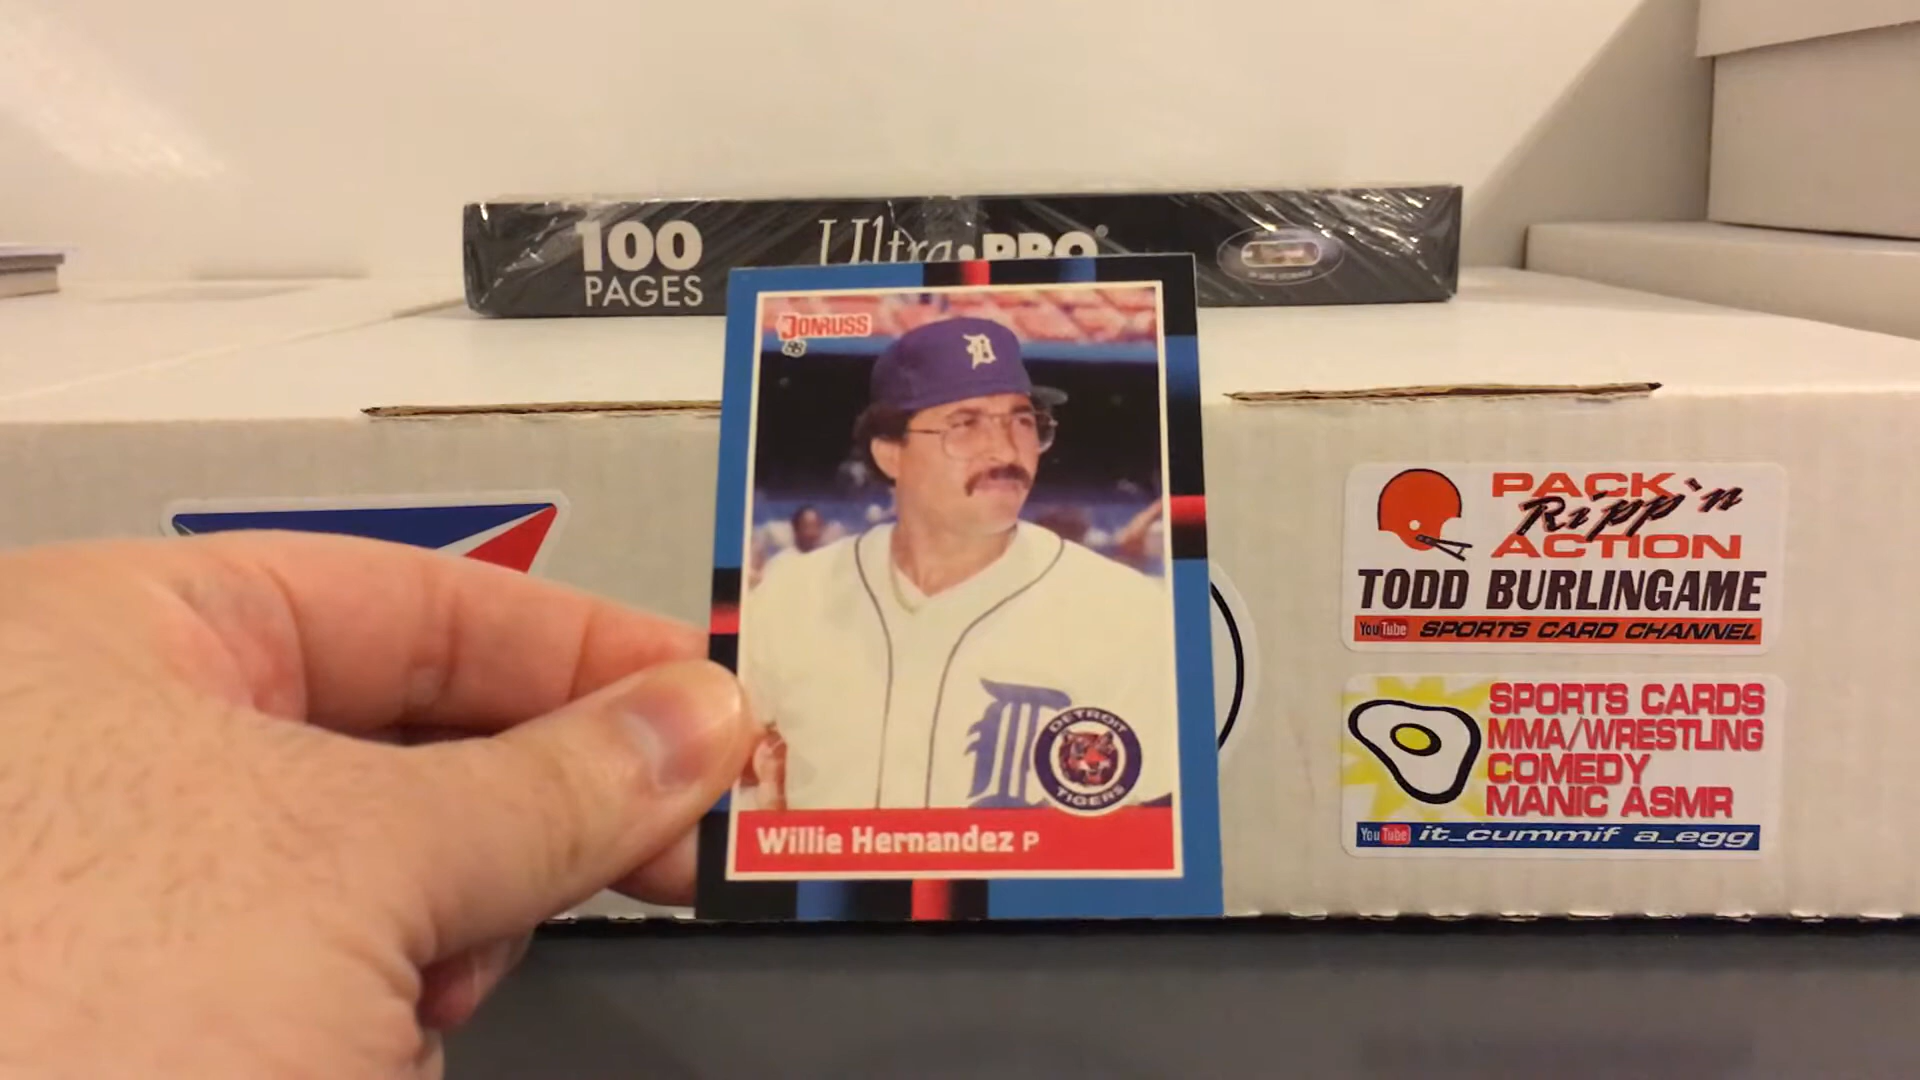 100
PAGES
Ultra•PRO®
DONRUSS
88
DETROIT
TIGERS
Willie Hernandez P
PACK
Ripp'n
ACTION
TODD BURLINGAME
YouTube SPORTS CARD CHANNEL
SPORTS CARDS
MMA/WRESTLING
COMEDY
MANIC ASMR
YouTube it_cummif a_egg